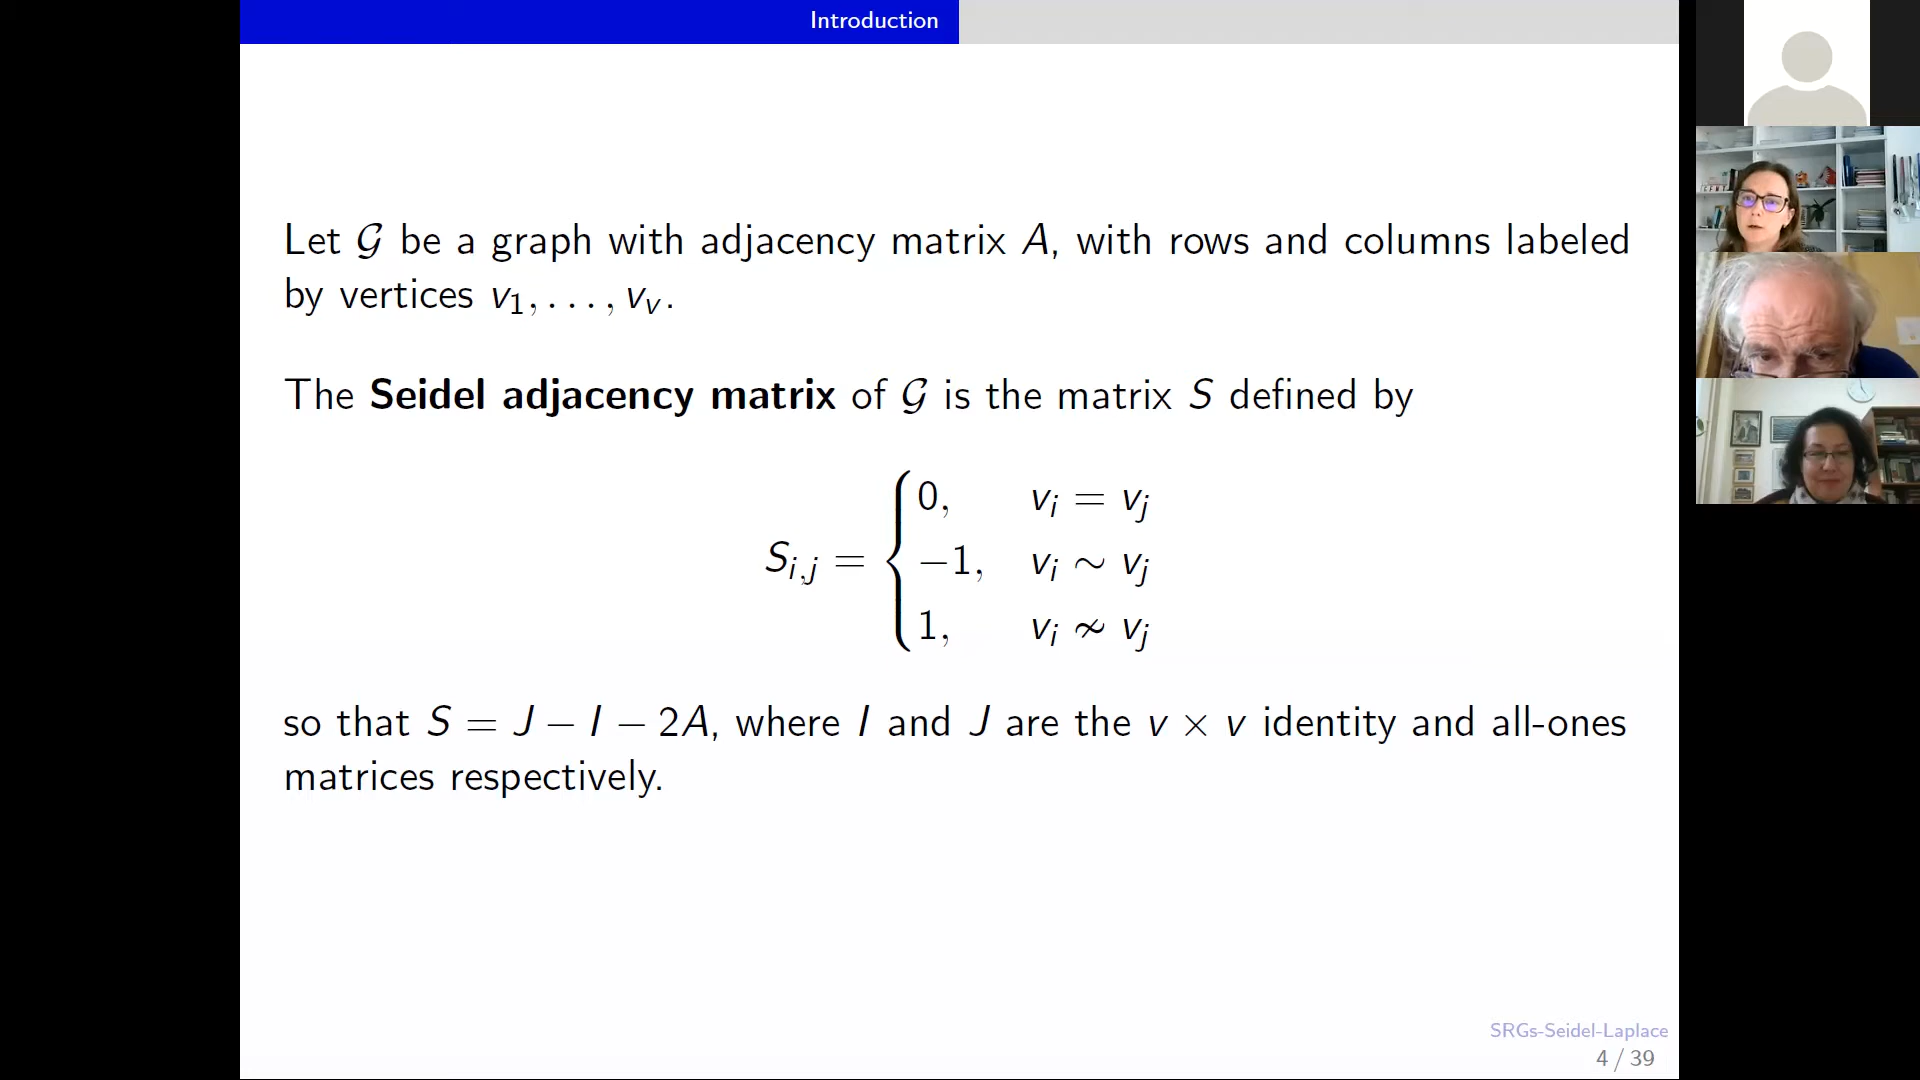 Introduction
Let 𝒢 be a graph with adjacency matrix A, with rows and columns labeled
by vertices v₁, . . . , vᵥ.
The Seidel adjacency matrix of 𝒢 is the matrix S defined by
S_{i,j} = { 0, v_i = v_j
−1, v_i ∼ v_j
1, v_i ≁ v_j
so that S = J − I − 2A, where I and J are the v × v identity and all-ones
matrices respectively.
SRGs-Seidel-Laplace
4 / 39